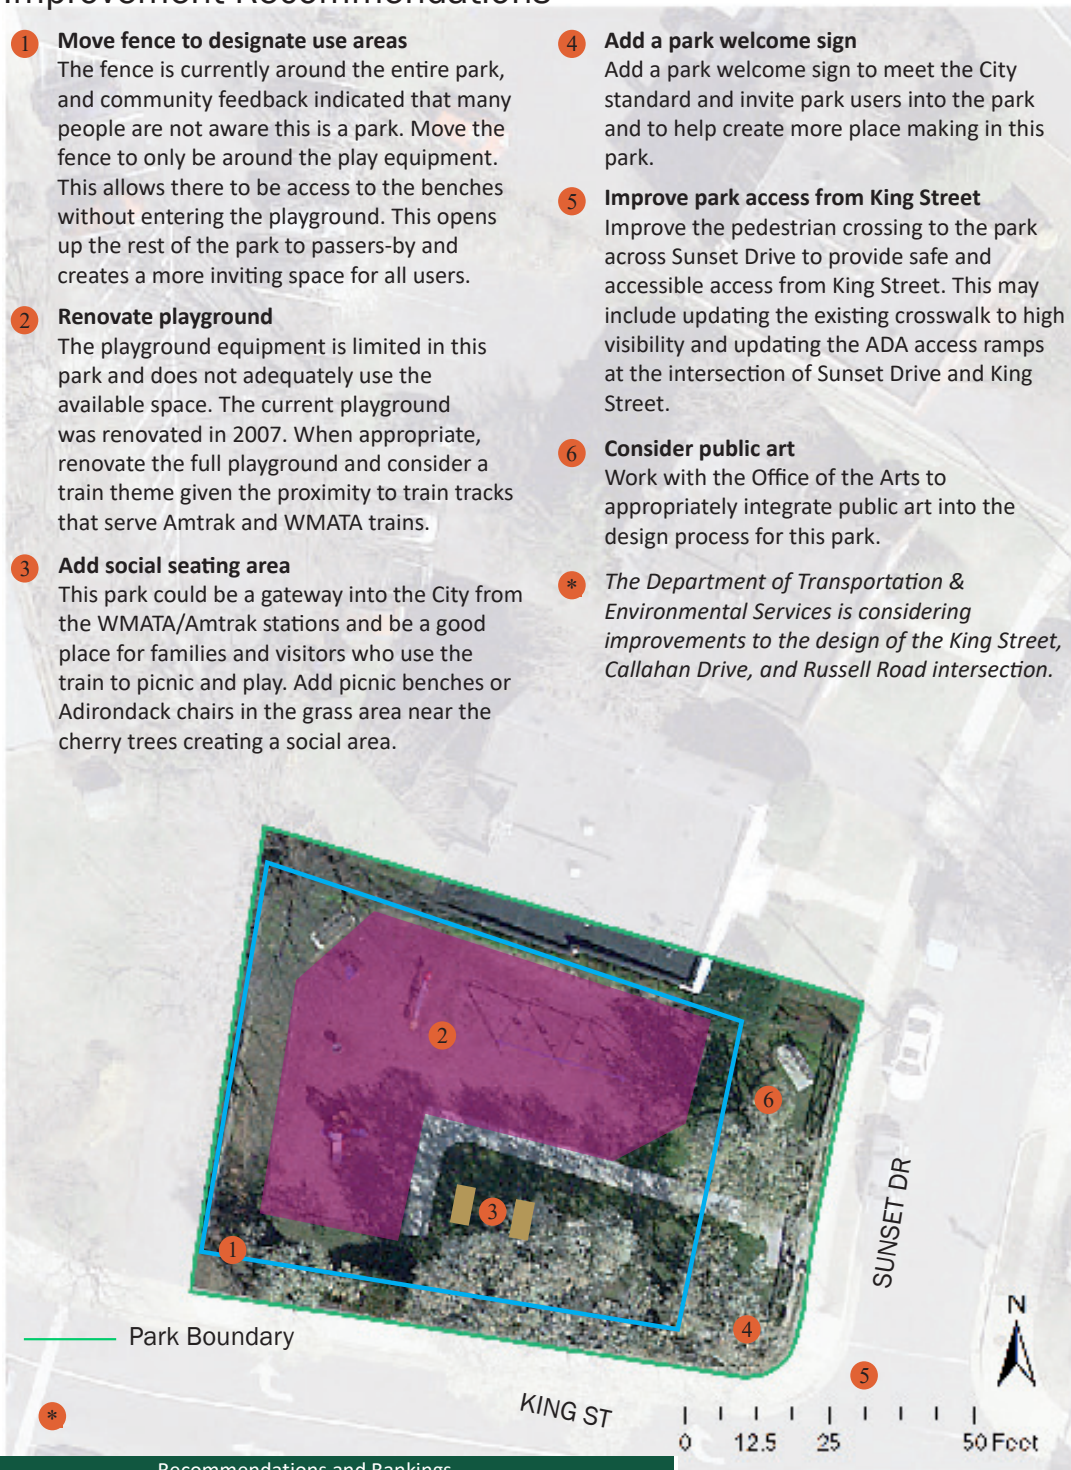 Improvement Recommendations
1 Move fence to designate use areas
The fence is currently around the entire park,
and community feedback indicated that many
people are not aware this is a park. Move the
fence to only be around the play equipment.
This allows there to be access to the benches
without entering the playground. This opens
up the rest of the park to passers-by and
creates a more inviting space for all users.
2 Renovate playground
The playground equipment is limited in this
park and does not adequately use the
available space. The current playground
was renovated in 2007. When appropriate,
renovate the full playground and consider a
train theme given the proximity to train tracks
that serve Amtrak and WMATA trains.
3 Add social seating area
This park could be a gateway into the City from
the WMATA/Amtrak stations and be a good
place for families and visitors who use the
train to picnic and play. Add picnic benches or
Adirondack chairs in the grass area near the
cherry trees creating a social area.
4 Add a park welcome sign
Add a park welcome sign to meet the City
standard and invite park users into the park
and to help create more place making in this
park.
5 Improve park access from King Street
Improve the pedestrian crossing to the park
across Sunset Drive to provide safe and
accessible access from King Street. This may
include updating the existing crosswalk to high
visibility and updating the ADA access ramps
at the intersection of Sunset Drive and King
Street.
6 Consider public art
Work with the Office of the Arts to
appropriately integrate public art into the
design process for this park.
* The Department of Transportation &
Environmental Services is considering
improvements to the design of the King Street,
Callahan Drive, and Russell Road intersection.
2
6
3
1
SUNSET DR
4
N
Park Boundary
5
*
KING ST
0 12.5 25 50 Feet
Recommendations and Rankings